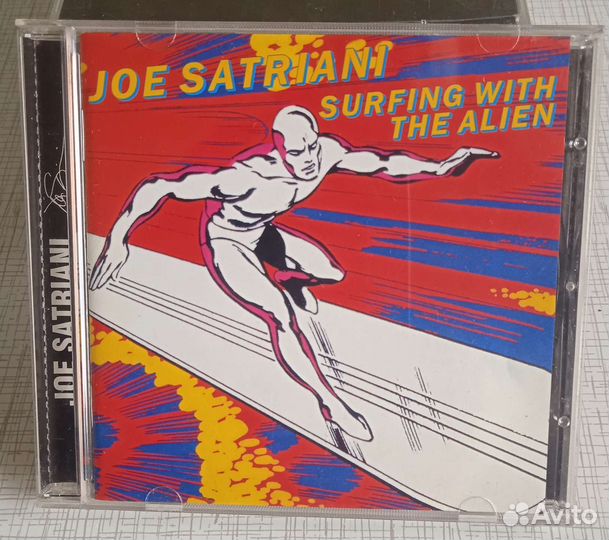 JOE SATRIANI
SURFING WITH
THE ALIEN
JOE SATRIANI
Avito